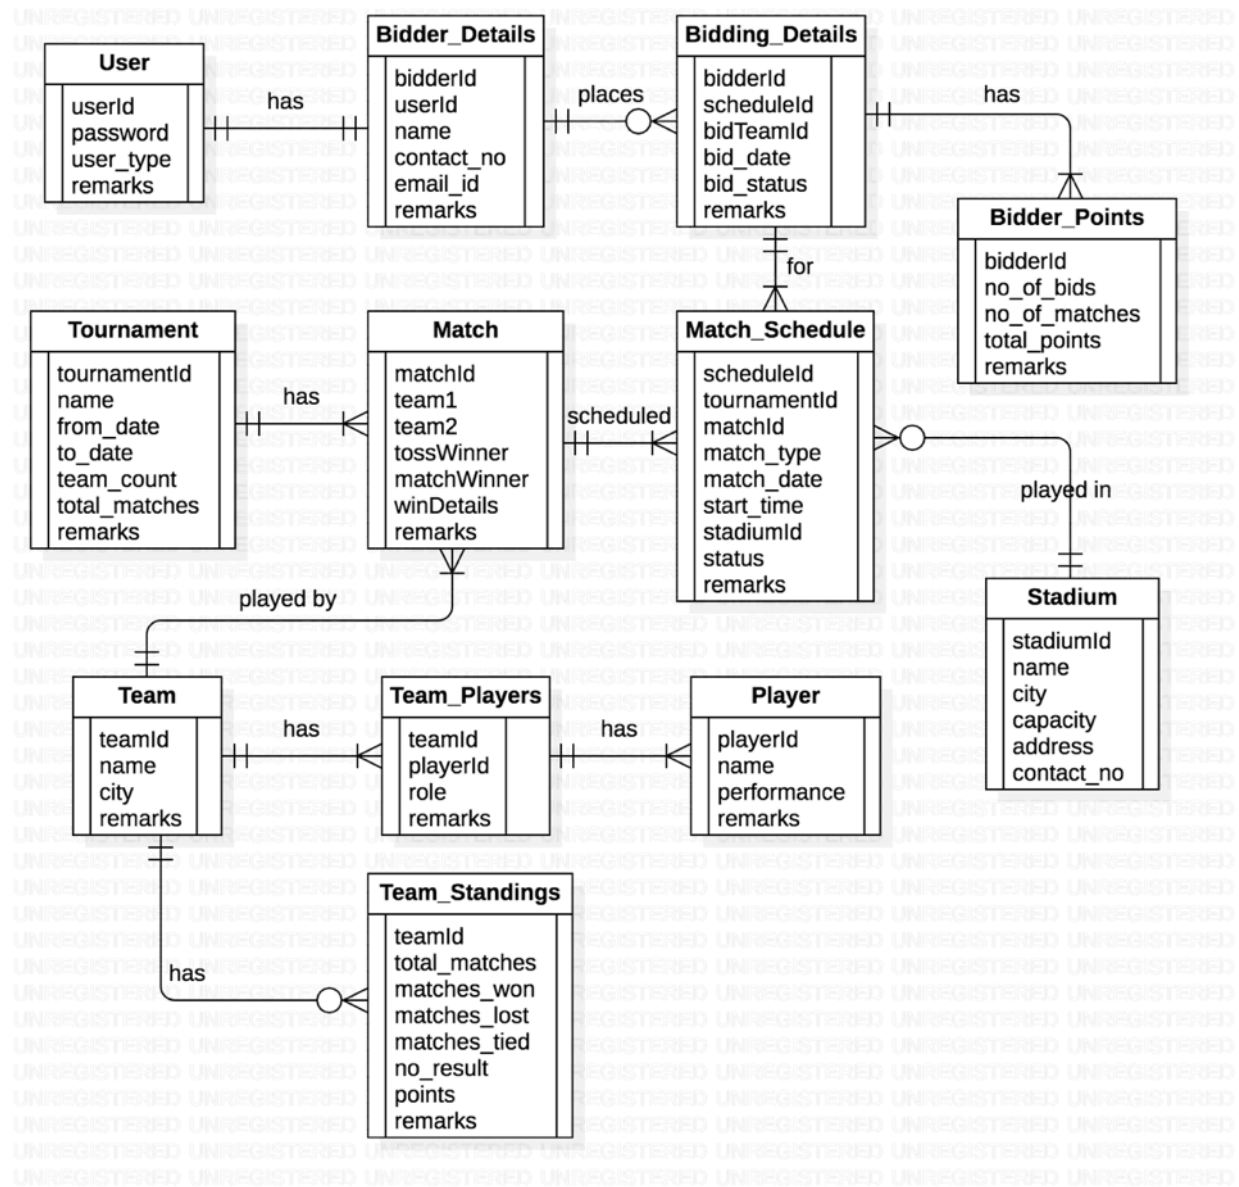 User
userId
password
user_type
remarks
has
Bidder_Details
bidderId
userId
name
contact_no
email_id
remarks
places
Bidding_Details
bidderId
scheduleId
bidTeamId
bid_date
bid_status
remarks
has
Bidder_Points
bidderId
no_of_bids
no_of_matches
total_points
remarks
for
Tournament
tournamentId
name
from_date
to_date
team_count
total_matches
remarks
has
Match
matchId
team1
team2
tossWinner
matchWinner
winDetails
remarks
scheduled
Match_Schedule
scheduleId
tournamentId
matchId
match_type
match_date
start_time
stadiumId
status
remarks
played in
Stadium
stadiumId
name
city
capacity
address
contact_no
played by
Team
teamId
name
city
remarks
has
Team_Players
teamId
playerId
role
remarks
has
Player
playerId
name
performance
remarks
has
Team_Standings
teamId
total_matches
matches_won
matches_lost
matches_tied
no_result
points
remarks
UNREGISTERED